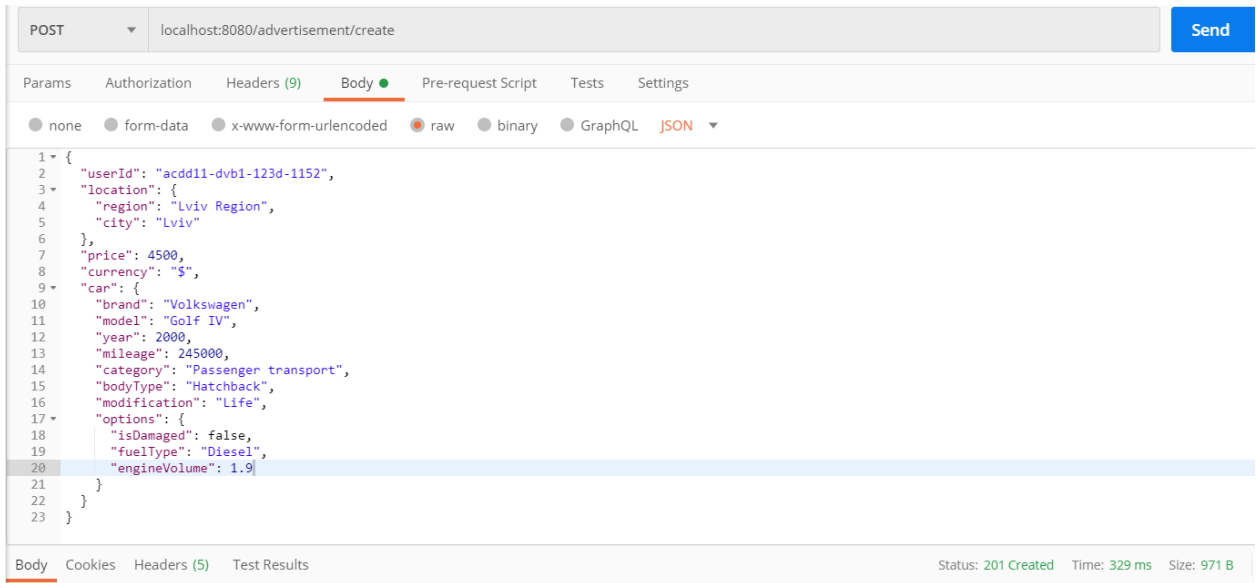 POST localhost:8080/advertisement/create Send
Params Authorization Headers (9) Body Pre-request Script Tests Settings
none form-data x-www-form-urlencoded raw binary GraphQL JSON
1 {
2 "userId": "acdd11-dvb1-123d-1152",
3 "location": {
4 "region": "Lviv Region",
5 "city": "Lviv"
6 },
7 "price": 4500,
8 "currency": "$",
9 "car": {
10 "brand": "Volkswagen",
11 "model": "Golf IV",
12 "year": 2000,
13 "mileage": 245000,
14 "category": "Passenger transport",
15 "bodyType": "Hatchback",
16 "modification": "Life",
17 "options": {
18 "isDamaged": false,
19 "fuelType": "Diesel",
20 "engineVolume": 1.9
21 }
22 }
23 }
Body Cookies Headers (5) Test Results Status: 201 Created Time: 329 ms Size: 971 B